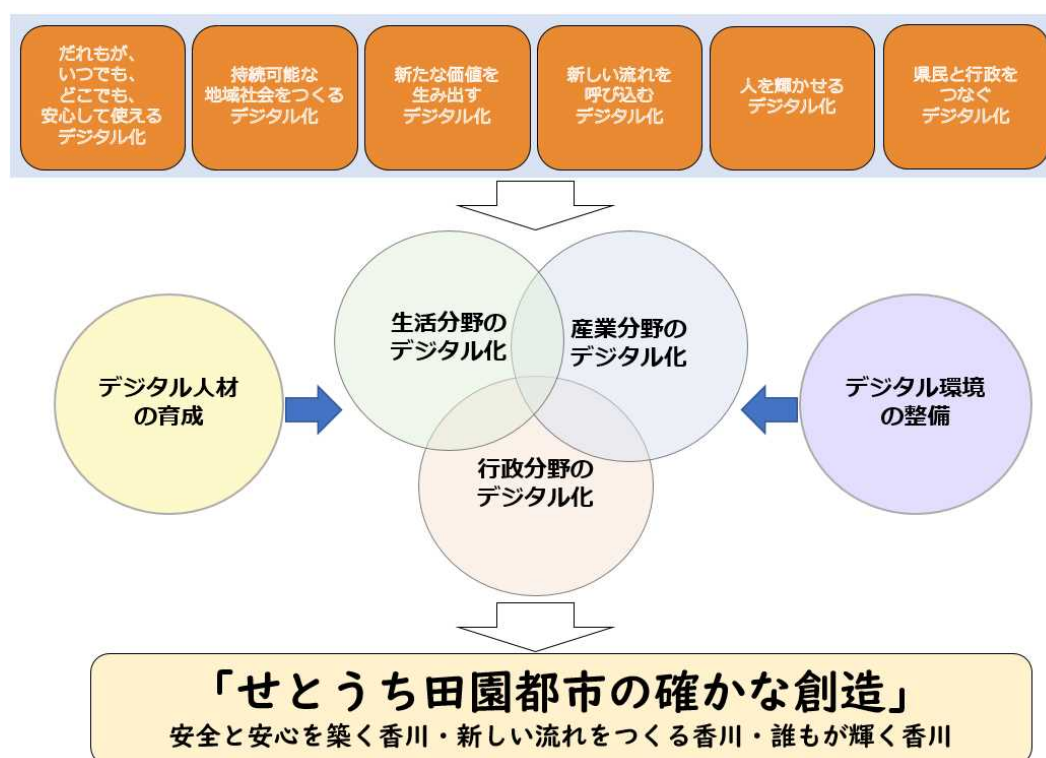 だれもが、
いつでも、
どこでも、
安心して使える
デジタル化
持続可能な
地域社会をつくる
デジタル化
新たな価値を
生み出す
デジタル化
新しい流れを
呼び込む
デジタル化
人を輝かせる
デジタル化
県民と行政を
つなぐ
デジタル化
生活分野の
デジタル化
産業分野の
デジタル化
デジタル人材
の育成
デジタル環境
の整備
行政分野の
デジタル化
「せとうち田園都市の確かな創造」
安全と安心を築く香川・新しい流れをつくる香川・誰もが輝く香川